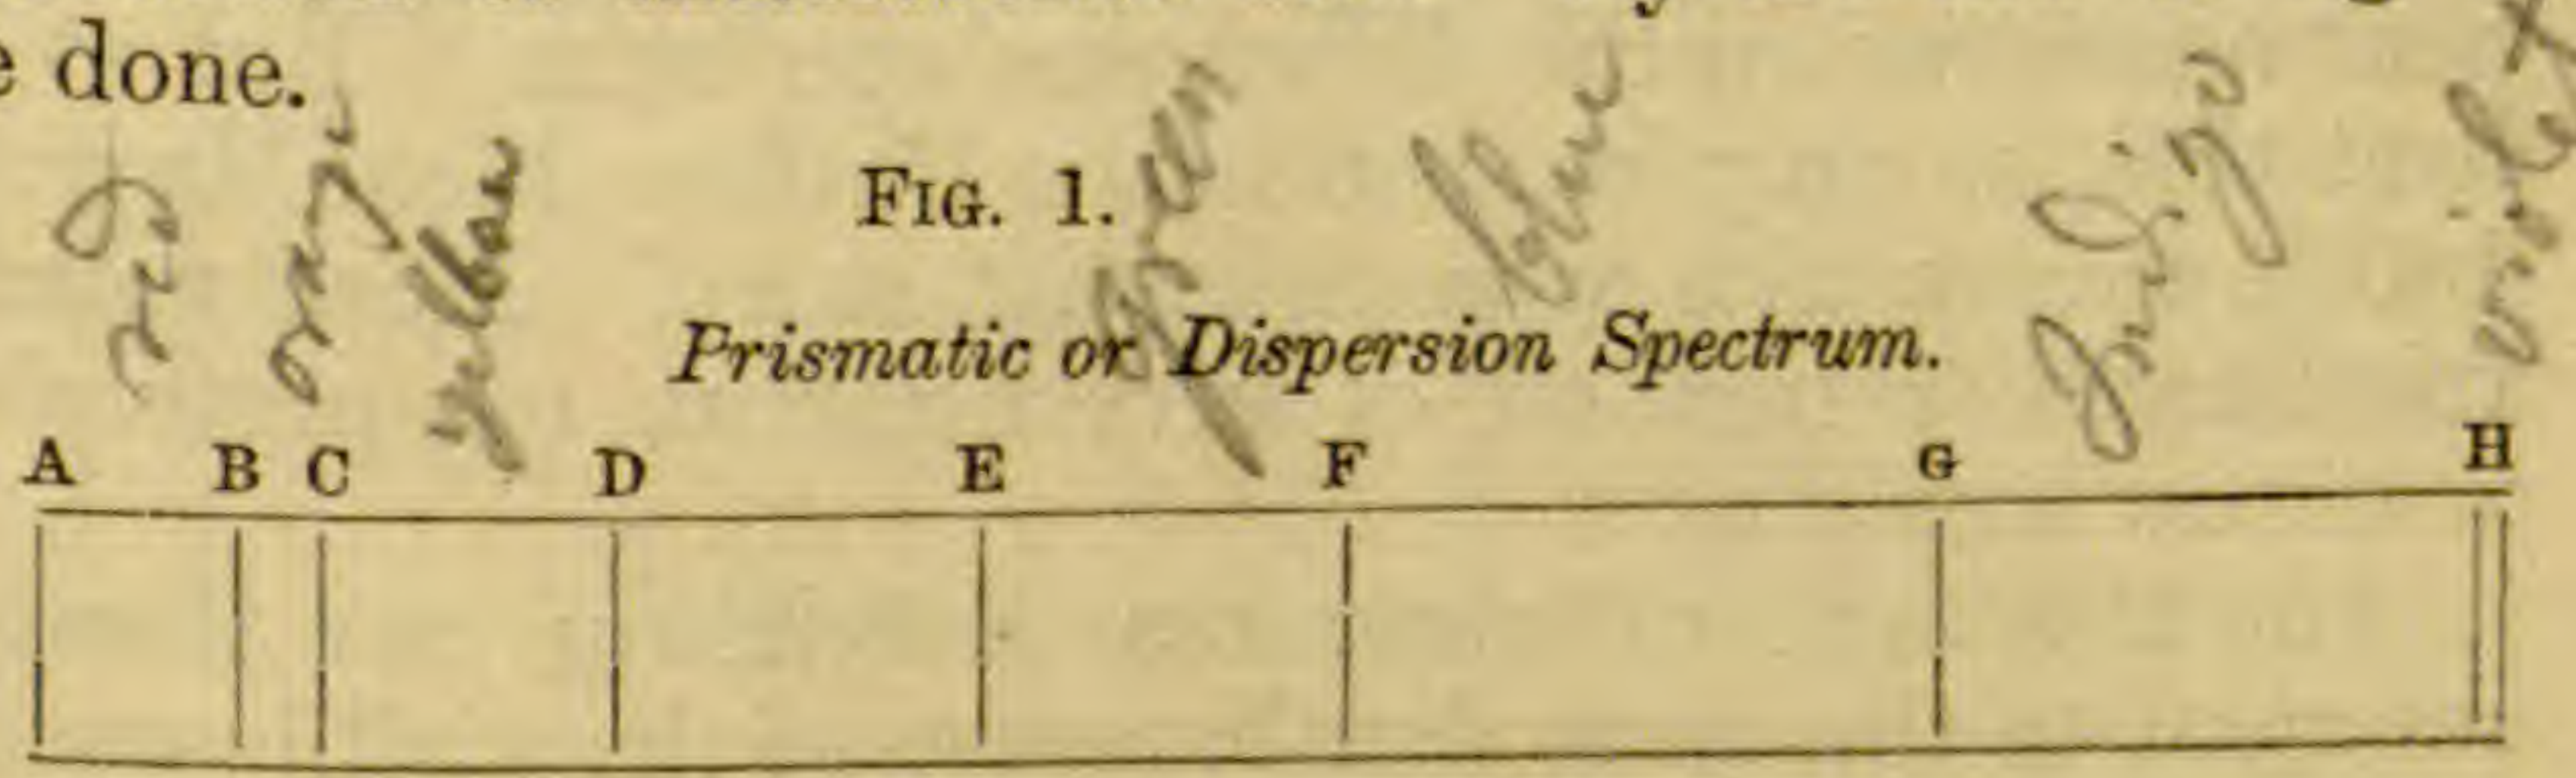 e done.
red orange yellow green blue Indigo violet
FIG. 1.
Prismatic or Dispersion Spectrum.
A B C D E F G H